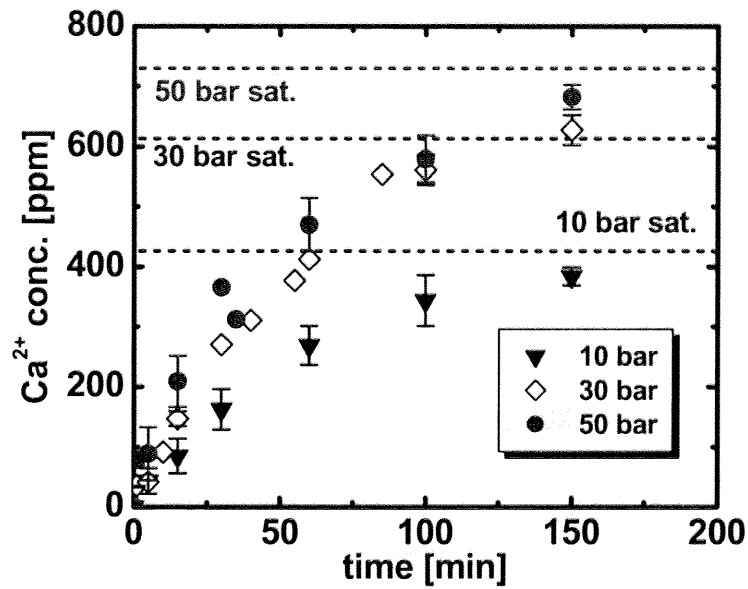 800
50 bar sat.
600
30 bar sat.
10 bar sat.
400
Ca²⁺ conc. [ppm]
10 bar
30 bar
200
50 bar
0
0 50 100 150 200
time [min]